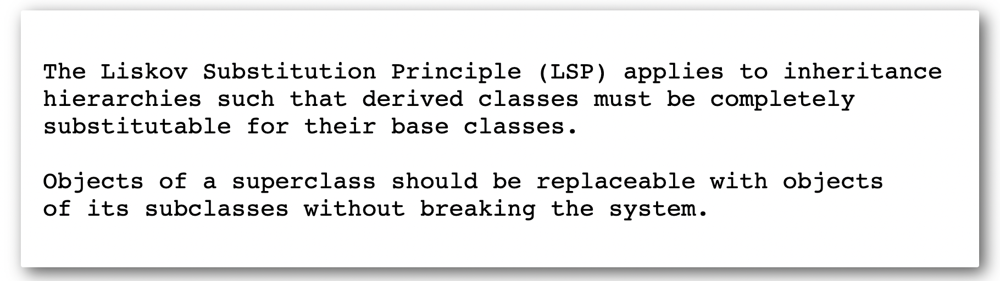 The Liskov Substitution Principle (LSP) applies to inheritance
hierarchies such that derived classes must be completely
substitutable for their base classes.
Objects of a superclass should be replaceable with objects
of its subclasses without breaking the system.